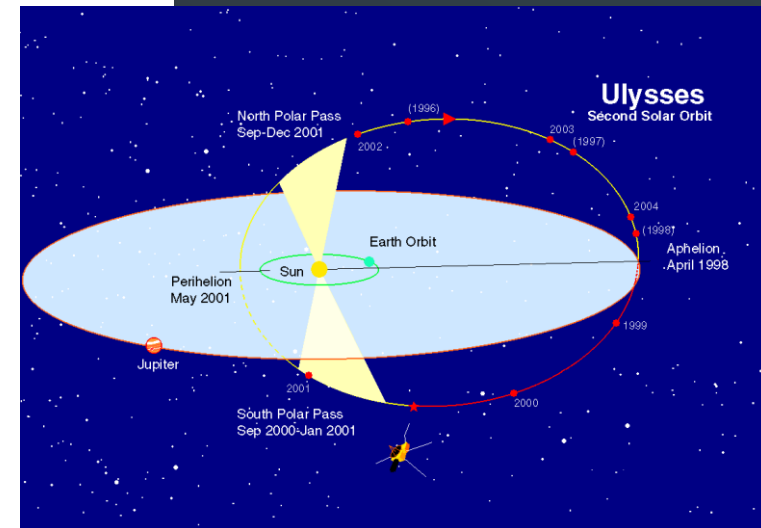 Ulysses
Second Solar Orbit
North Polar Pass
Sep-Dec 2001
(1996)
2002
2003
(1997)
2004
(1998)
Earth Orbit
Sun
Aphelion
April 1998
Perihelion
May 2001
1999
Jupiter
2001
2000
South Polar Pass
Sep 2000-Jan 2001